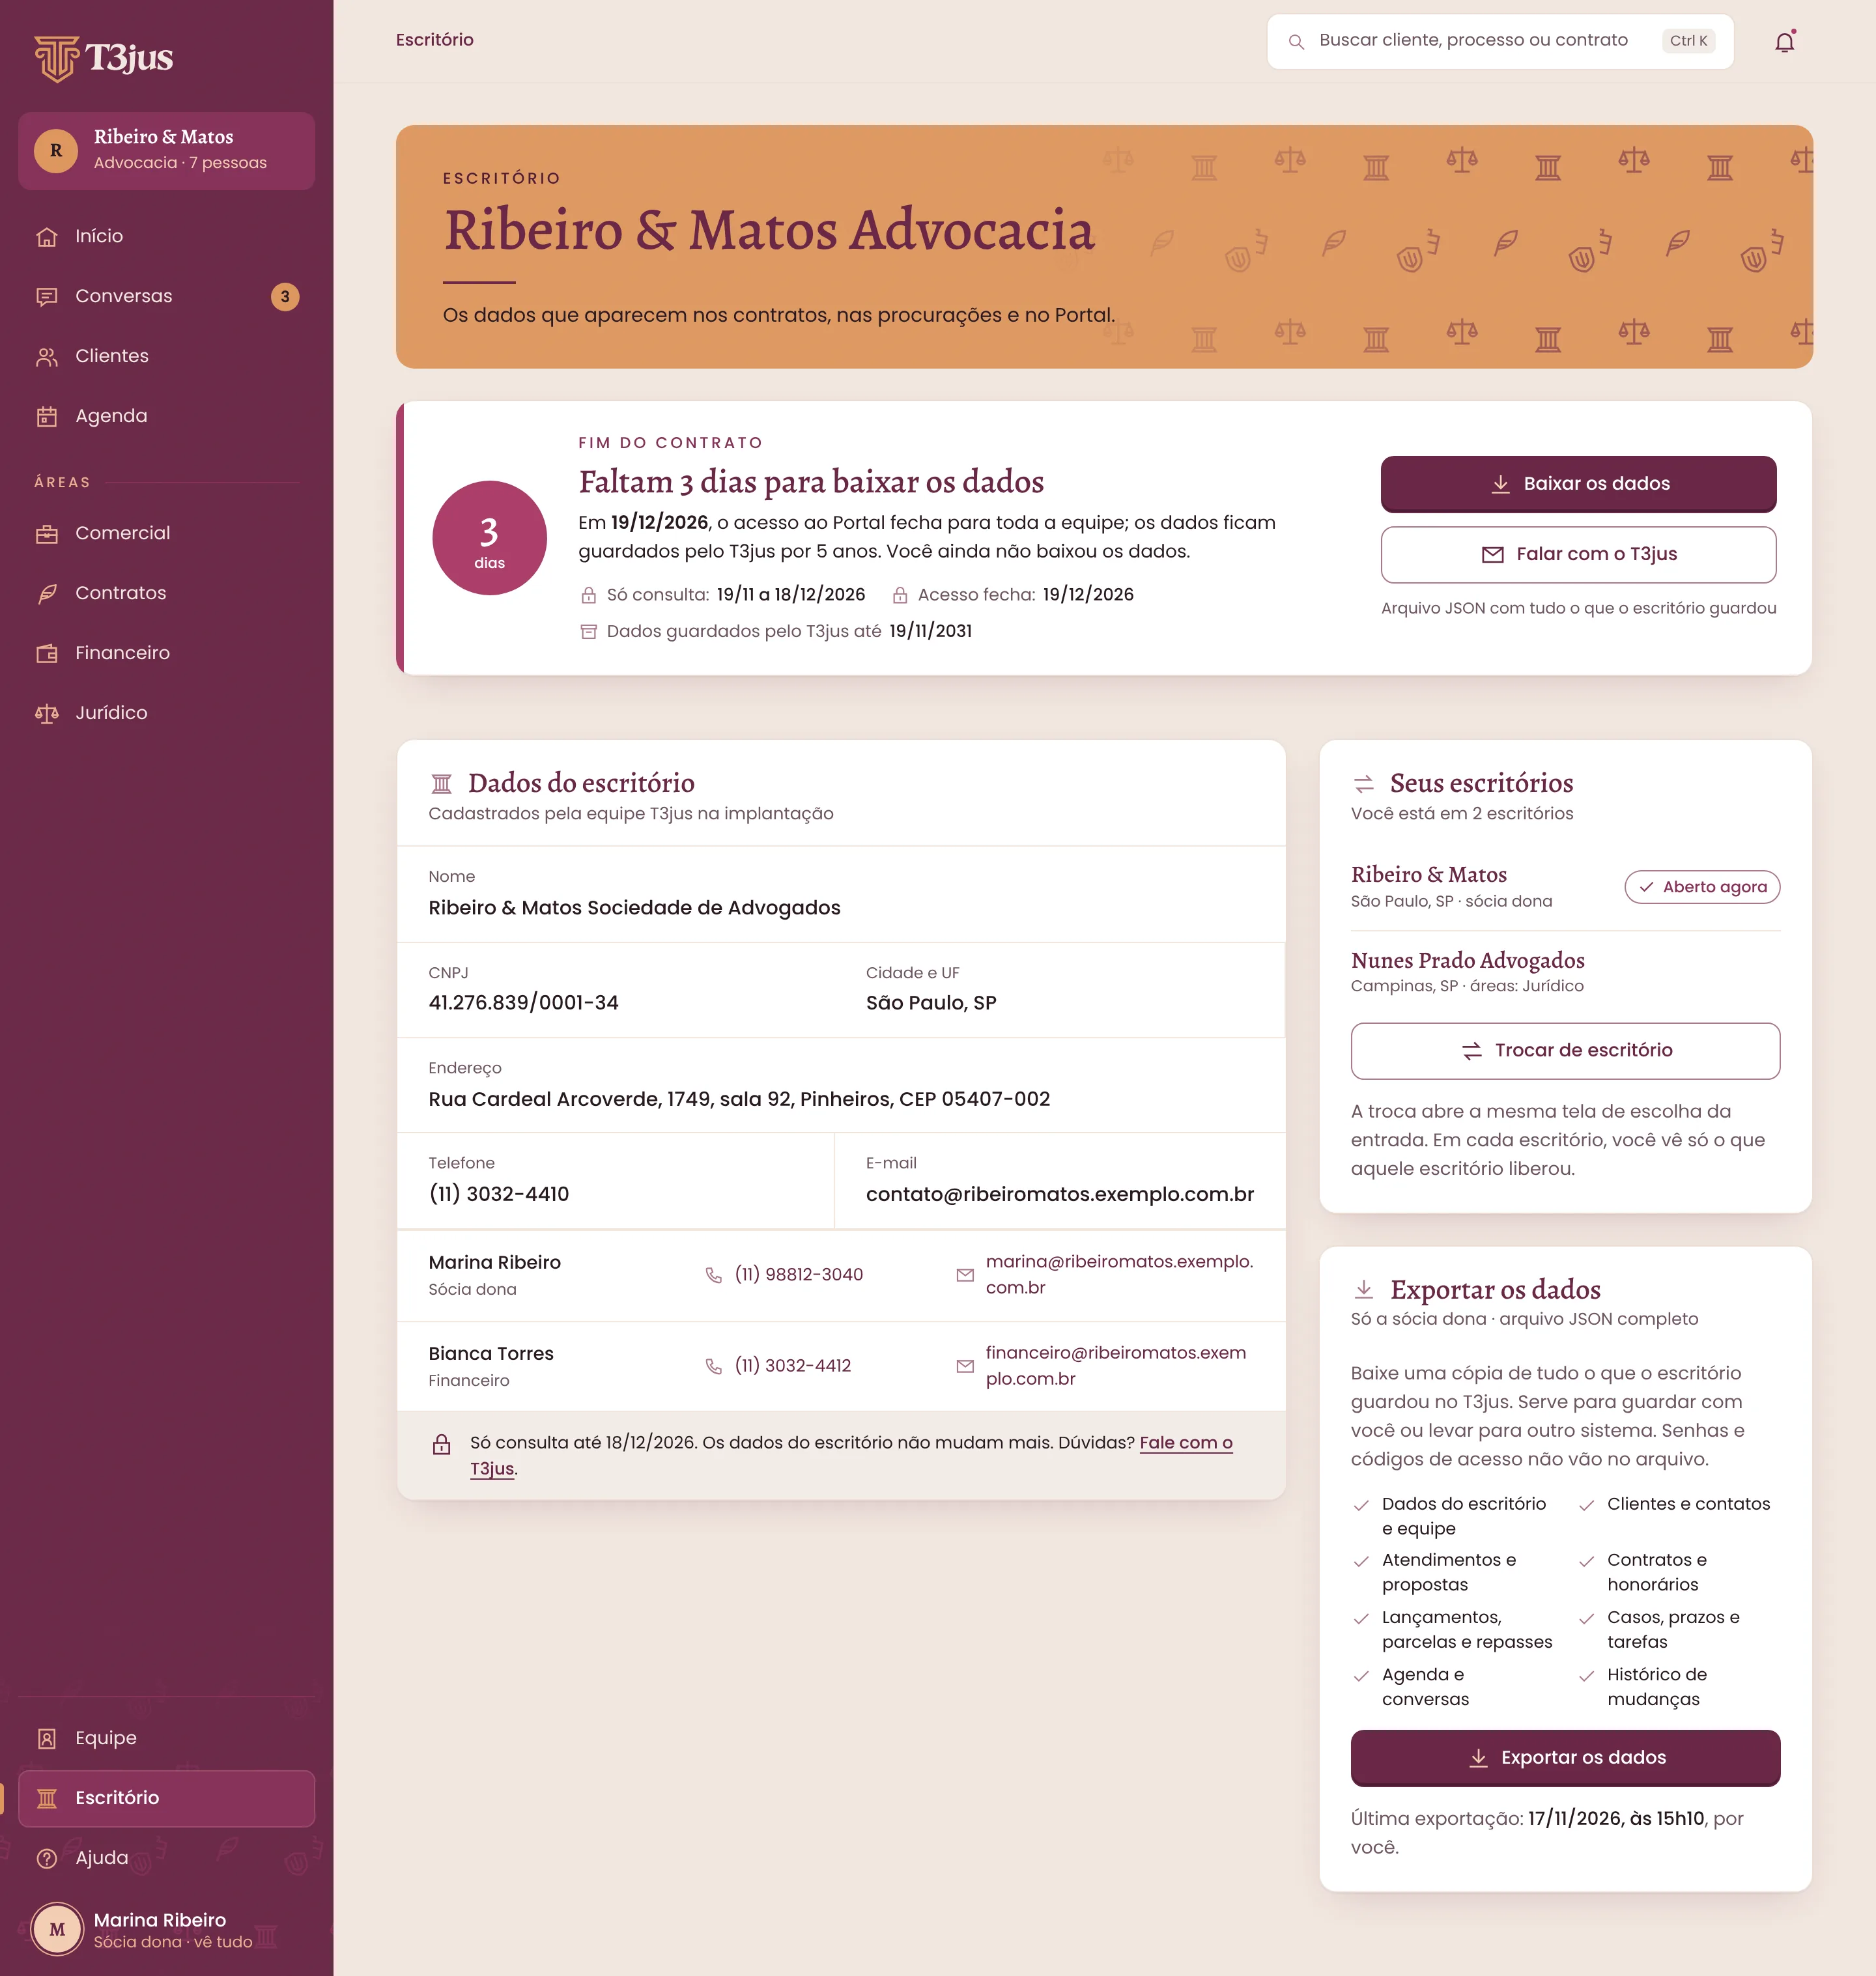 T3jus
R
Ribeiro & Matos
Advocacia · 7 pessoas
Início
Conversas
3
Clientes
Agenda
ÁREAS
Comercial
Contratos
Financeiro
Jurídico
Equipe
Escritório
Ajuda
M
Marina Ribeiro
Sócia dona · vê tudo
Escritório
Buscar cliente, processo ou contrato
Ctrl K
ESCRITÓRIO
Ribeiro & Matos Advocacia
Os dados que aparecem nos contratos, nas procurações e no Portal.
3
dias
FIM DO CONTRATO
Faltam 3 dias para baixar os dados
Em 19/12/2026, o acesso ao Portal fecha para toda a equipe; os dados ficam
guardados pelo T3jus por 5 anos. Você ainda não baixou os dados.
Só consulta: 19/11 a 18/12/2026
Acesso fecha: 19/12/2026
Dados guardados pelo T3jus até 19/11/2031
Baixar os dados
Falar com o T3jus
Arquivo JSON com tudo o que o escritório guardou
Dados do escritório
Cadastrados pela equipe T3jus na implantação
Nome
Ribeiro & Matos Sociedade de Advogados
CNPJ
41.276.839/0001-34
Cidade e UF
São Paulo, SP
Endereço
Rua Cardeal Arcoverde, 1749, sala 92, Pinheiros, CEP 05407-002
Telefone
(11) 3032-4410
E-mail
contato@ribeiromatos.exemplo.com.br
Marina Ribeiro
Sócia dona
(11) 98812-3040
marina@ribeiromatos.exemplo.
com.br
Bianca Torres
Financeiro
(11) 3032-4412
financeiro@ribeiromatos.exem
plo.com.br
Só consulta até 18/12/2026. Os dados do escritório não mudam mais. Dúvidas? Fale com o
T3jus.
Seus escritórios
Você está em 2 escritórios
Ribeiro & Matos
São Paulo, SP · sócia dona
Aberto agora
Nunes Prado Advogados
Campinas, SP · áreas: Jurídico
Trocar de escritório
A troca abre a mesma tela de escolha da
entrada. Em cada escritório, você vê só o que
aquele escritório liberou.
Exportar os dados
Só a sócia dona · arquivo JSON completo
Baixe uma cópia de tudo o que o escritório
guardou no T3jus. Serve para guardar com
você ou levar para outro sistema. Senhas e
códigos de acesso não vão no arquivo.
Dados do escritório
e equipe
Clientes e contatos
Atendimentos e
propostas
Contratos e
honorários
Lançamentos,
parcelas e repasses
Casos, prazos e
tarefas
Agenda e
conversas
Histórico de
mudanças
Exportar os dados
Última exportação: 17/11/2026, às 15h10, por
você.